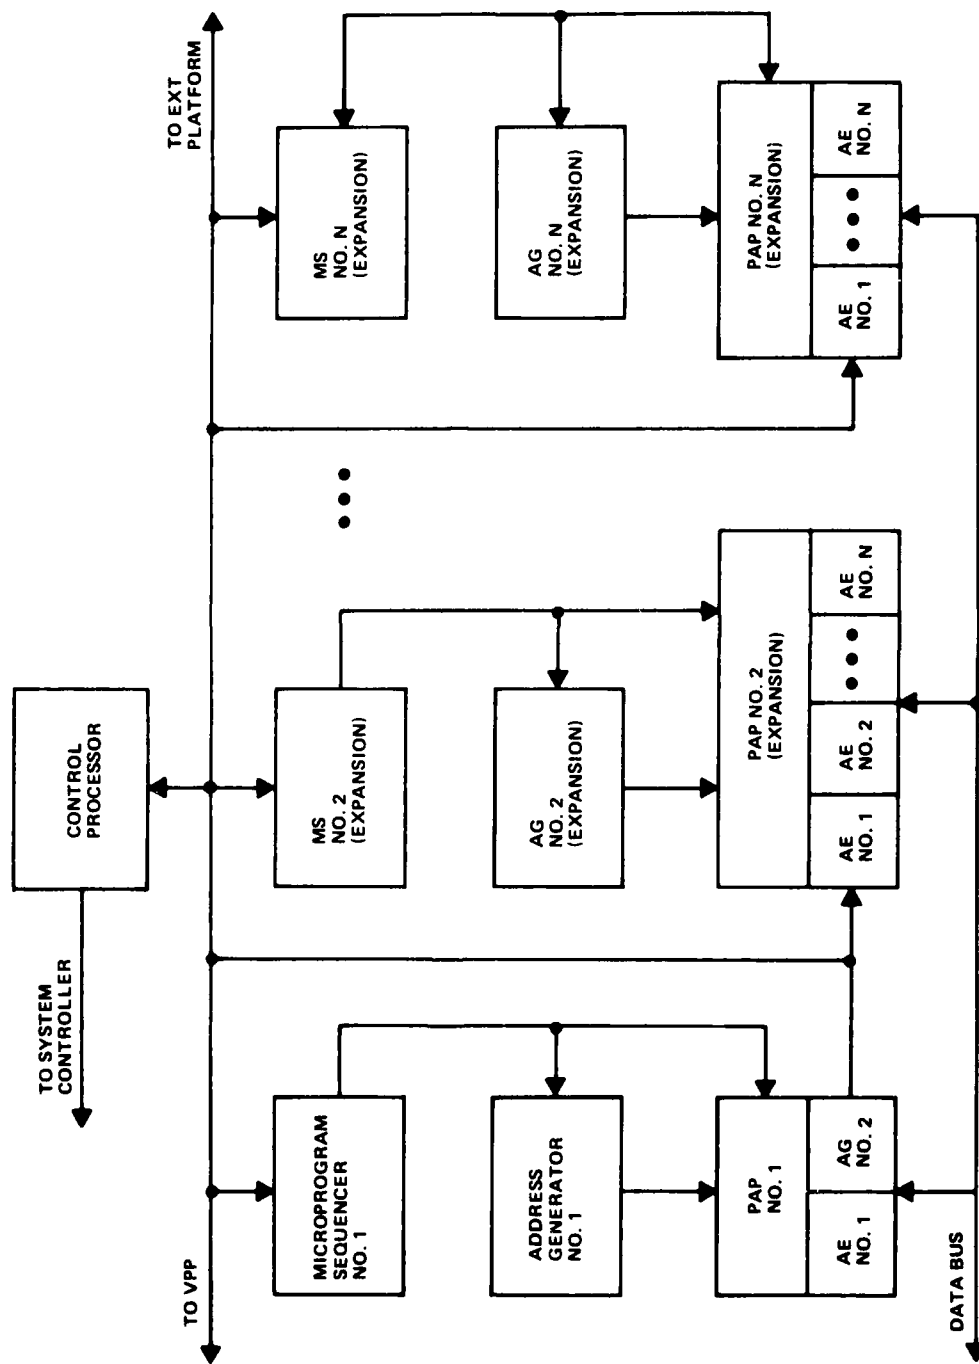 TO SYSTEM
CONTROLLER
CONTROL
PROCESSOR
TO VPP
TO EXT
PLATFORM
MICROPROGRAM
SEQUENCER
NO. 1
MS
NO. 2
(EXPANSION)
MS
NO. N
(EXPANSION)
ADDRESS
GENERATOR
NO. 1
AG
NO. 2
(EXPANSION)
AG
NO. N
(EXPANSION)
PAP
NO. 1
AE
NO. 1
AG
NO. 2
PAP NO. 2
(EXPANSION)
AE
NO. 1
AE
NO. 2
AE
NO. N
PAP NO. N
(EXPANSION)
AE
NO. 1
AE
NO. N
DATA BUS